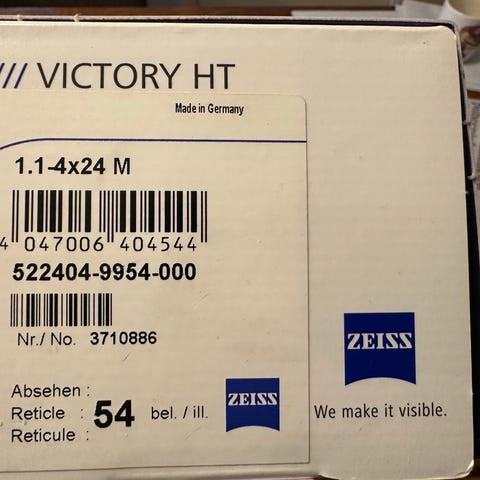 /// VICTORY HT
Made in Germany
1.1-4x24 M
4 047006 404544
522404-9954-000
Nr./ No. 3710886
Absehen :
Reticle : 54 bel. / ill.
Reticule :
ZEISS
ZEISS
We make it visible.